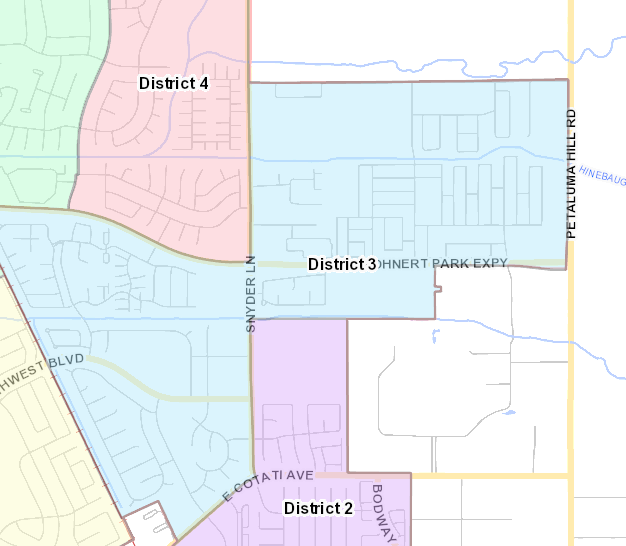 District 4
PETALUMA HILL RD
HINEBAUG
District 3
OHNERT PARK EXPY
SNYDER LN
HWEST BLVD
E COTATI AVE
District 2
BODWAY